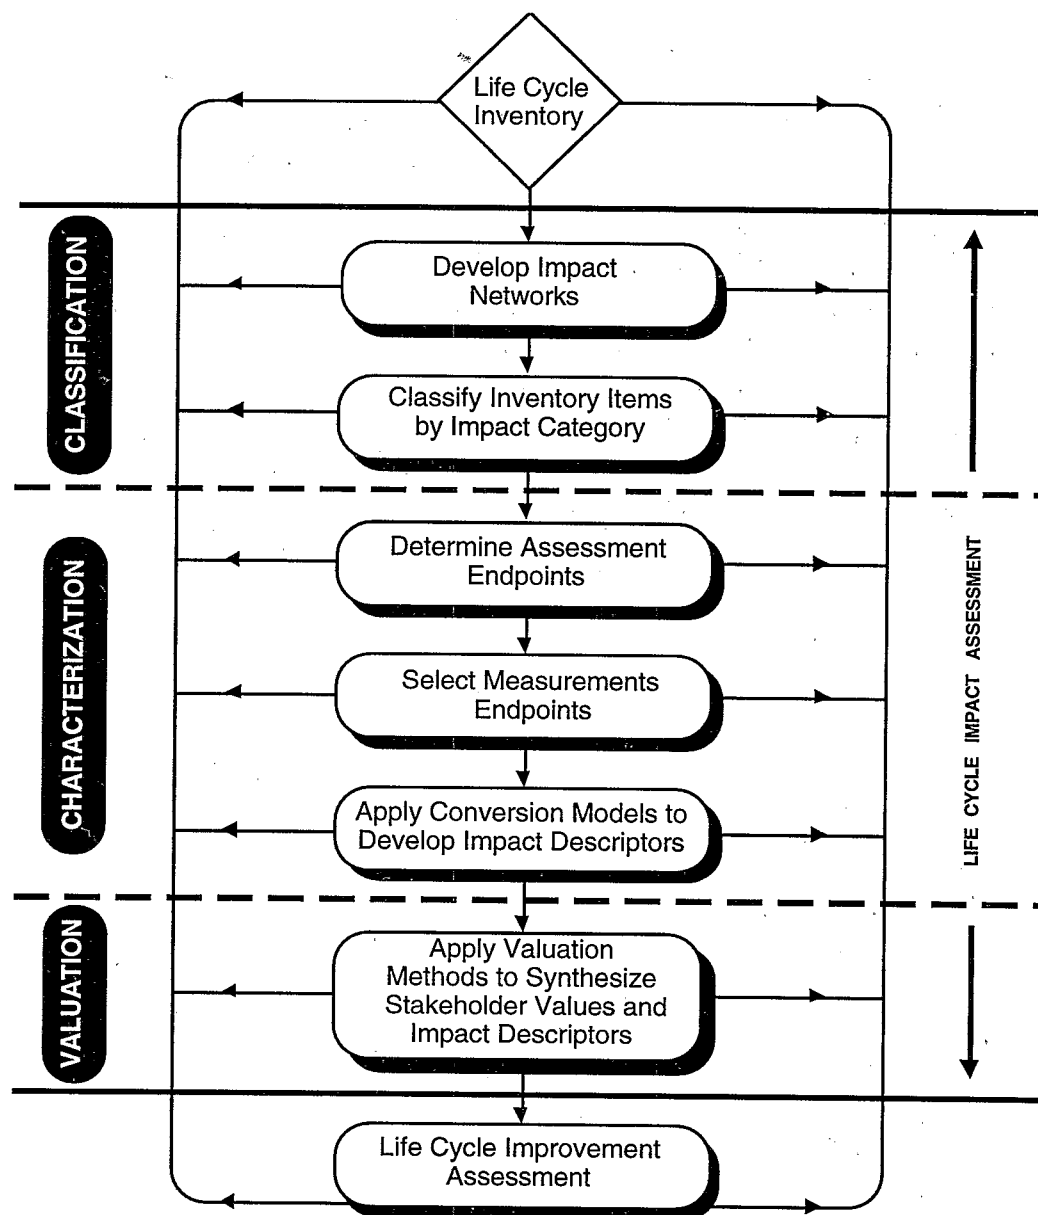 Life Cycle
Inventory
CLASSIFICATION
Develop Impact
Networks
Classify Inventory Items
by Impact Category
CHARACTERIZATION
Determine Assessment
Endpoints
Select Measurements
Endpoints
Apply Conversion Models to
Develop Impact Descriptors
LIFE CYCLE IMPACT ASSESSMENT
VALUATION
Apply Valuation
Methods to Synthesize
Stakeholder Values and
Impact Descriptors
Life Cycle Improvement
Assessment